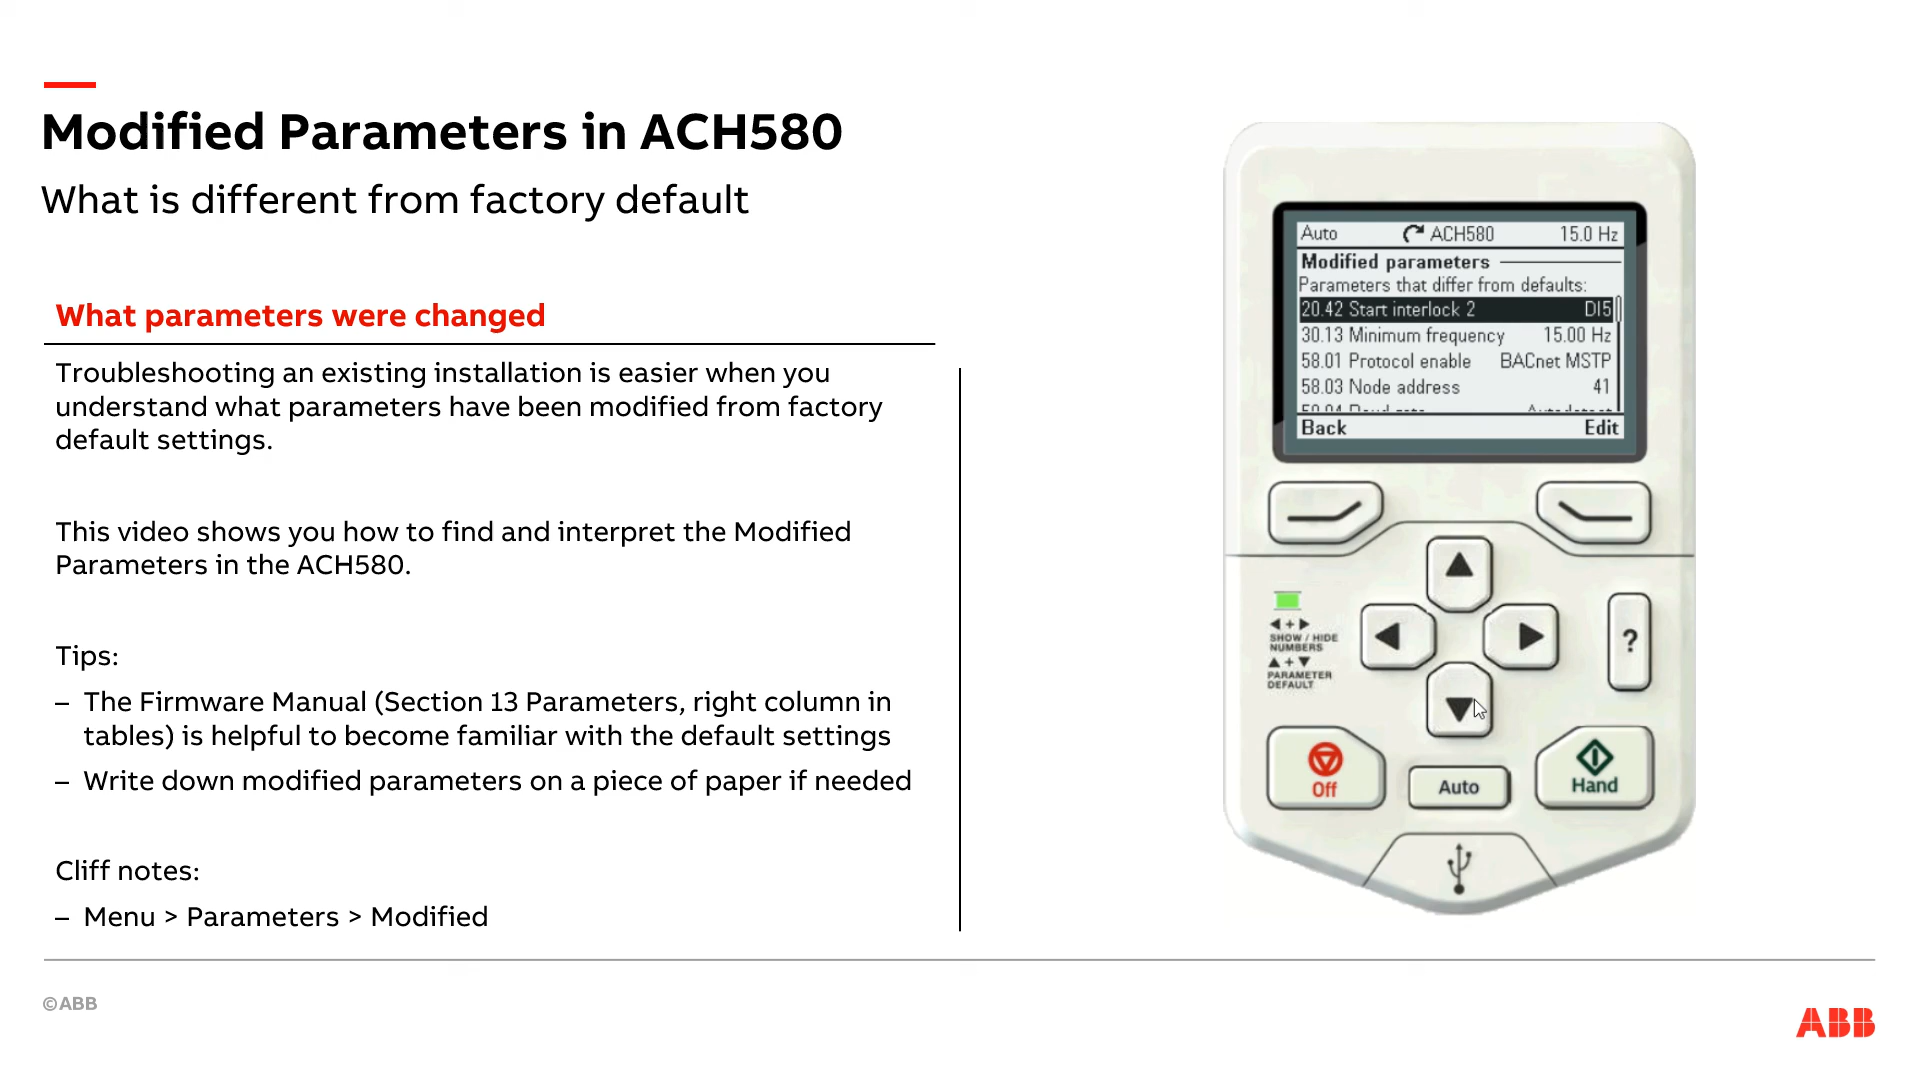 Modified Parameters in ACH580
What is different from factory default
What parameters were changed
Troubleshooting an existing installation is easier when you
understand what parameters have been modified from factory
default settings.
This video shows you how to find and interpret the Modified
Parameters in the ACH580.
Tips:
– The Firmware Manual (Section 13 Parameters, right column in
tables) is helpful to become familiar with the default settings
– Write down modified parameters on a piece of paper if needed
Cliff notes:
– Menu > Parameters > Modified
Auto ACH580 15.0 Hz
Modified parameters
Parameters that differ from defaults:
20.42 Start interlock 2 DI5
30.13 Minimum frequency 15.00 Hz
58.01 Protocol enable BACnet MSTP
58.03 Node address 41
Back Edit
◀ + ▶
SHOW / HIDE
NUMBERS
▲ + ▼
PARAMETER
DEFAULT
?
Off
Auto
Hand
©ABB
ABB